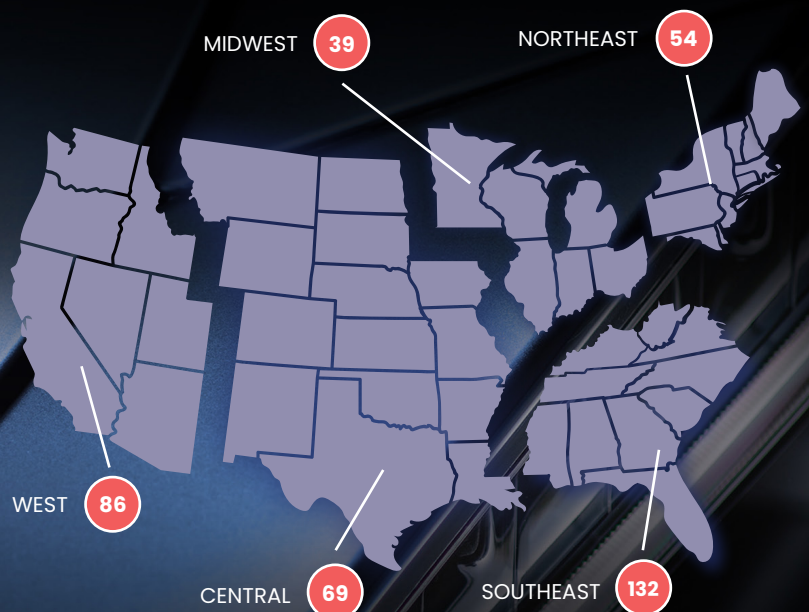 MIDWEST 39
NORTHEAST 54
WEST 86
CENTRAL 69
SOUTHEAST 132